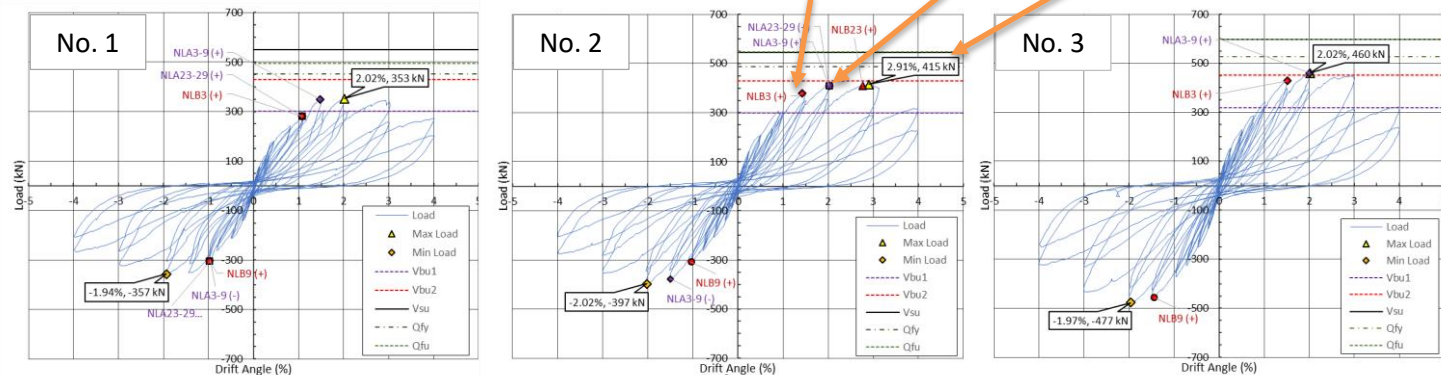 No. 1
700
500
300
100
-100
-300
-500
-700
-5
-4
-3
-2
-1
0
1
2
3
4
5
NLA3-9 (+)
NLA23-29 (+)
NLB3 (+)
2.02%, 353 kN
NLB9 (+)
NLA3-9 (-)
NLA23-29...
-1.94%, -357 kN
Load
Max Load
Min Load
Vbu1
Vbu2
Vsu
Qfy
Qfu
Load (kN)
Drift Angle (%)
No. 2
700
500
300
100
-100
-300
-500
-700
-5
-4
-3
-2
-1
0
1
2
3
4
5
NLA23-29 (+)
NLA3-9 (+)
NLB23 (+)
2.91%, 415 kN
NLB3 (+)
NLB9 (+)
NLA3-9 (-)
-2.02%, -397 kN
Load
Max Load
Min Load
Vbu1
Vbu2
Vsu
Qfy
Qfu
Load (kN)
Drift Angle (%)
No. 3
700
500
300
100
-100
-300
-500
-700
-5
-4
-3
-2
-1
0
1
2
3
4
5
NLA3-9 (+)
2.02%, 460 kN
NLB3 (+)
NLB9 (+)
-1.97%, -477 kN
Load
Max Load
Min Load
Vbu1
Vbu2
Vsu
Qfy
Qfu
Load (kN)
Drift Angle (%)